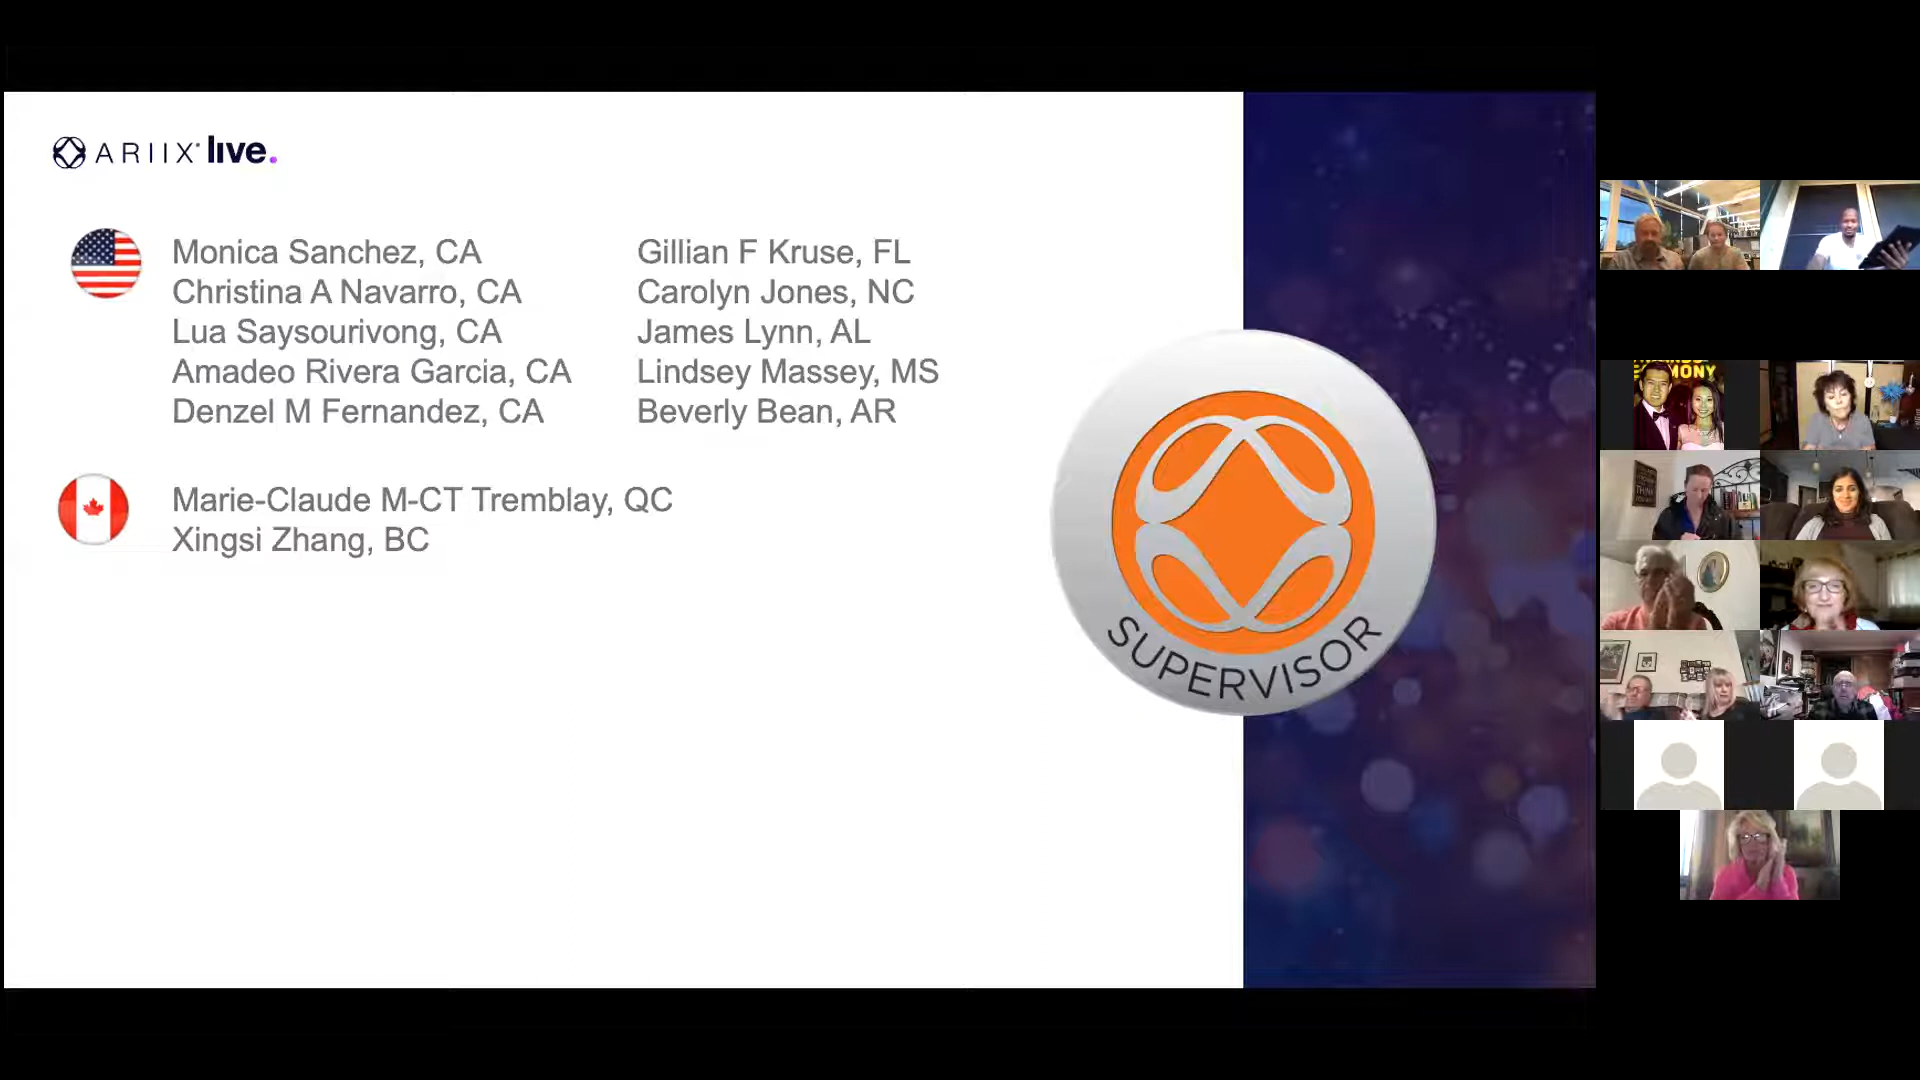 ARIIX® live.
Monica Sanchez, CA
Christina A Navarro, CA
Lua Saysourivong, CA
Amadeo Rivera Garcia, CA
Denzel M Fernandez, CA
Gillian F Kruse, FL
Carolyn Jones, NC
James Lynn, AL
Lindsey Massey, MS
Beverly Bean, AR
Marie-Claude M-CT Tremblay, QC
Xingsi Zhang, BC
SUPERVISOR
THINK